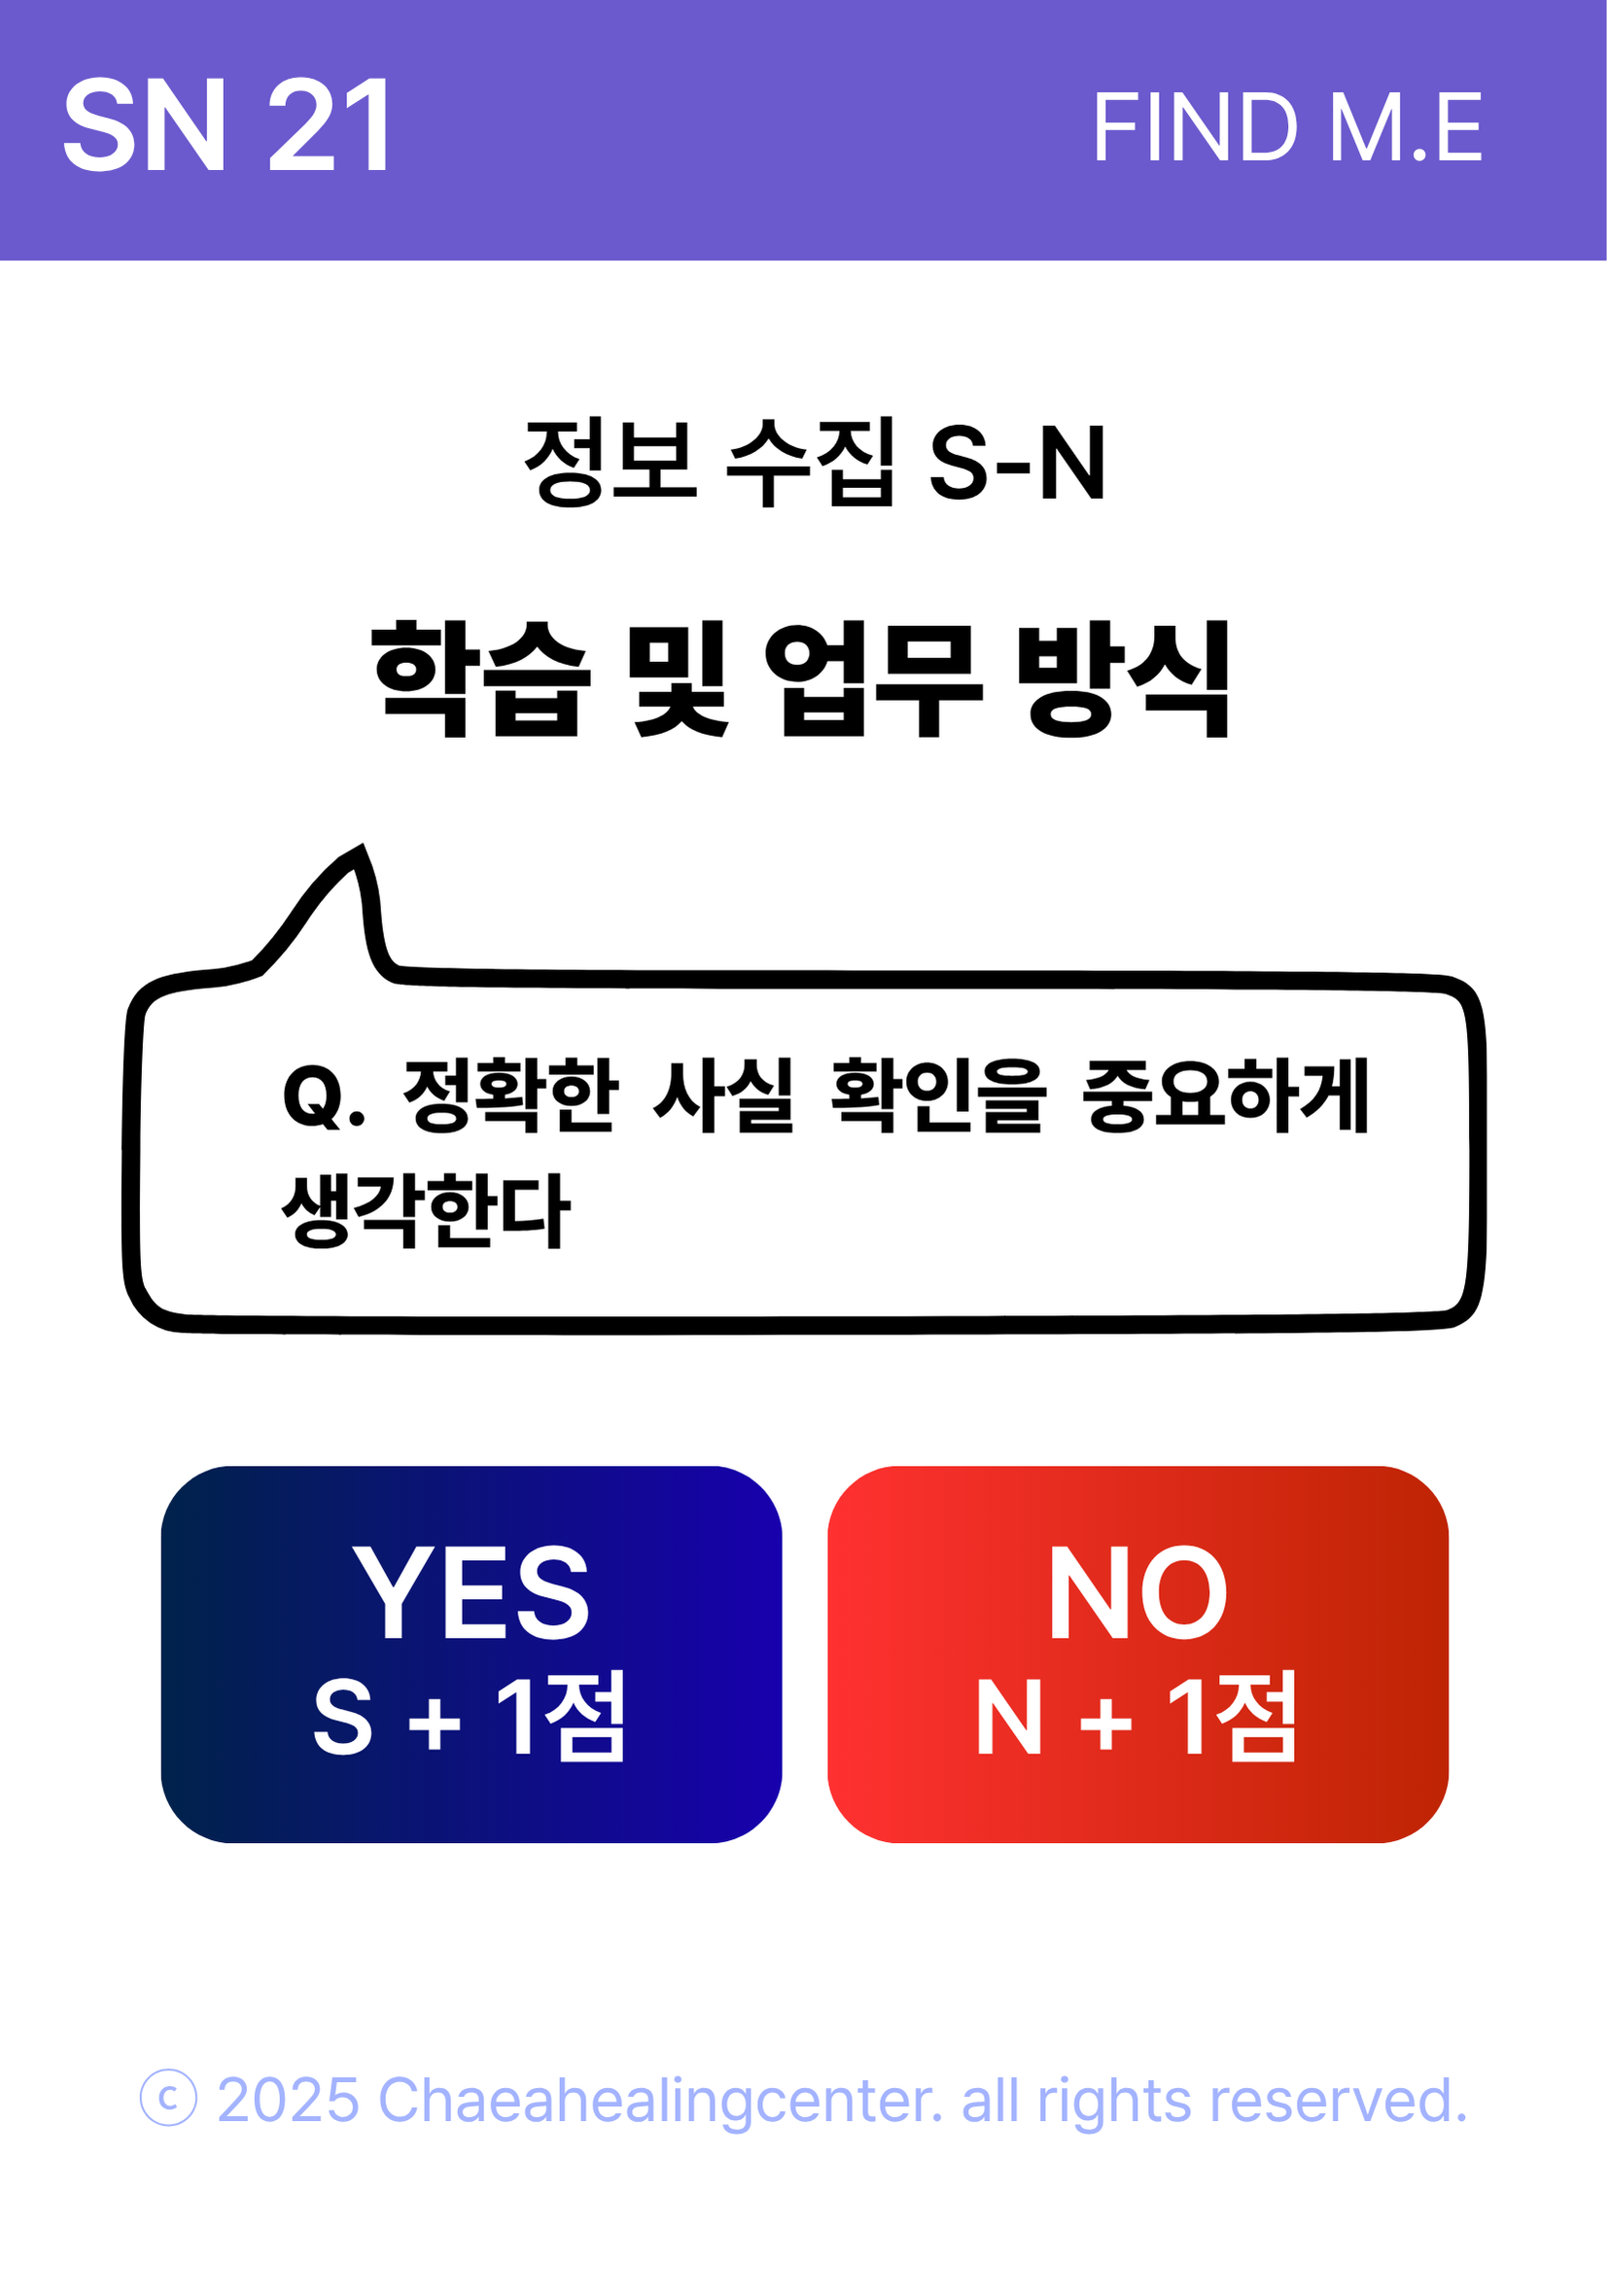 SN 21
FIND M.E
정보 수집 S-N
학습 및 업무 방식
Q. 정확한 사실 확인을 중요하게
생각한다
YES
S + 1점
NO
N + 1점
© 2025 Chaeahealingcenter. all rights reserved.